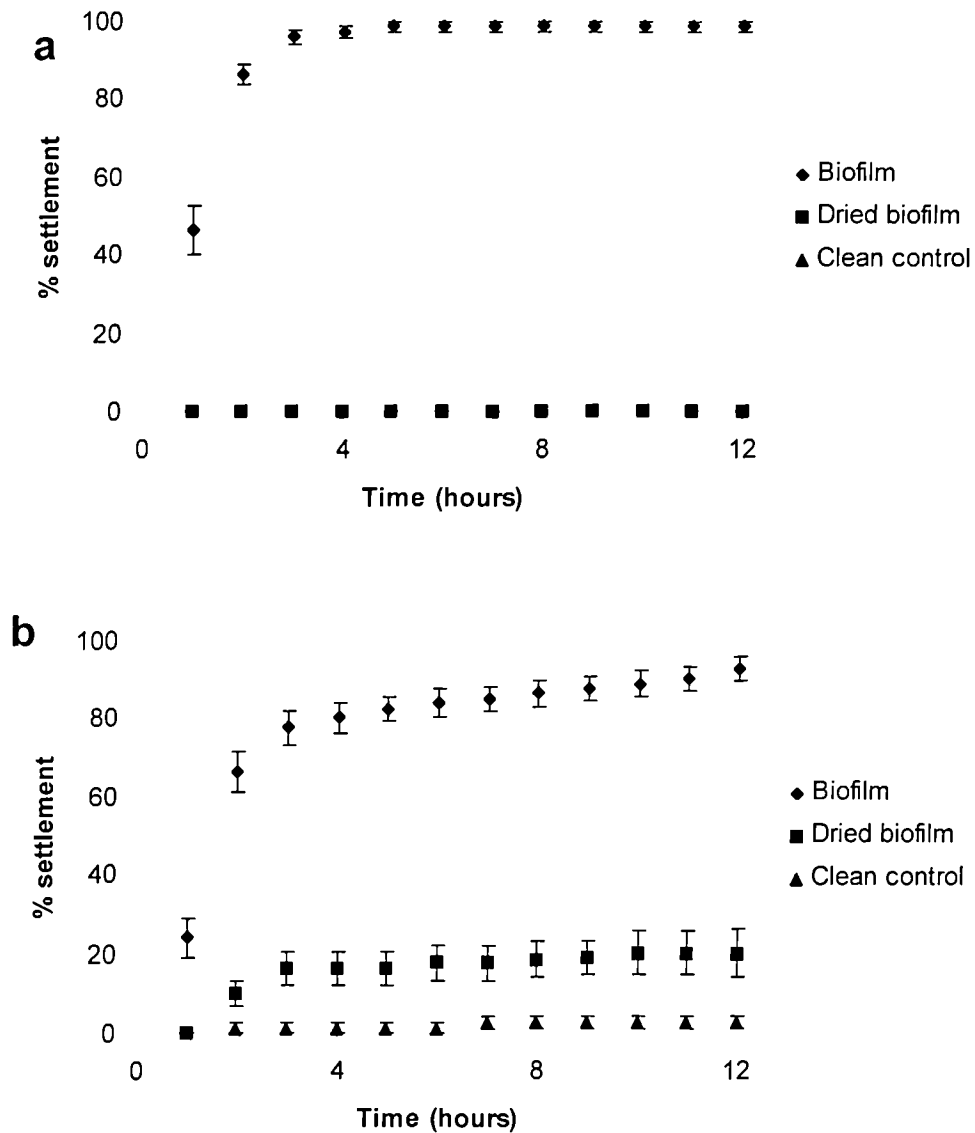 a
100
80
60
40
20
0
% settlement
0 4 8 12
Time (hours)
Biofilm
Dried biofilm
Clean control
b
100
80
60
40
20
0
% settlement
0 4 8 12
Time (hours)
Biofilm
Dried biofilm
Clean control